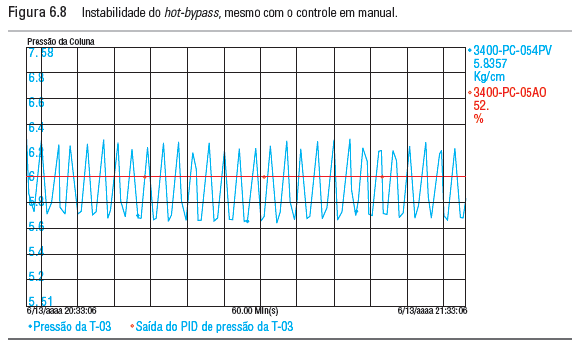 Figura 6.8 Instabilidade do hot-bypass, mesmo com o controle em manual.
Pressão da Coluna
7.58
6.8
6.6
6.4
6.2
6
5.8
5.6
5.4
5.2
5.51
3400-PC-054PV
5.8357
Kg/cm
3400-PC-05AO
52.
%
6/13/aaaa 20:33:06 60.00 Min(s) 6/13/aaaa 21:33:06
Pressão da T-03 Saída do PID de pressão da T-03